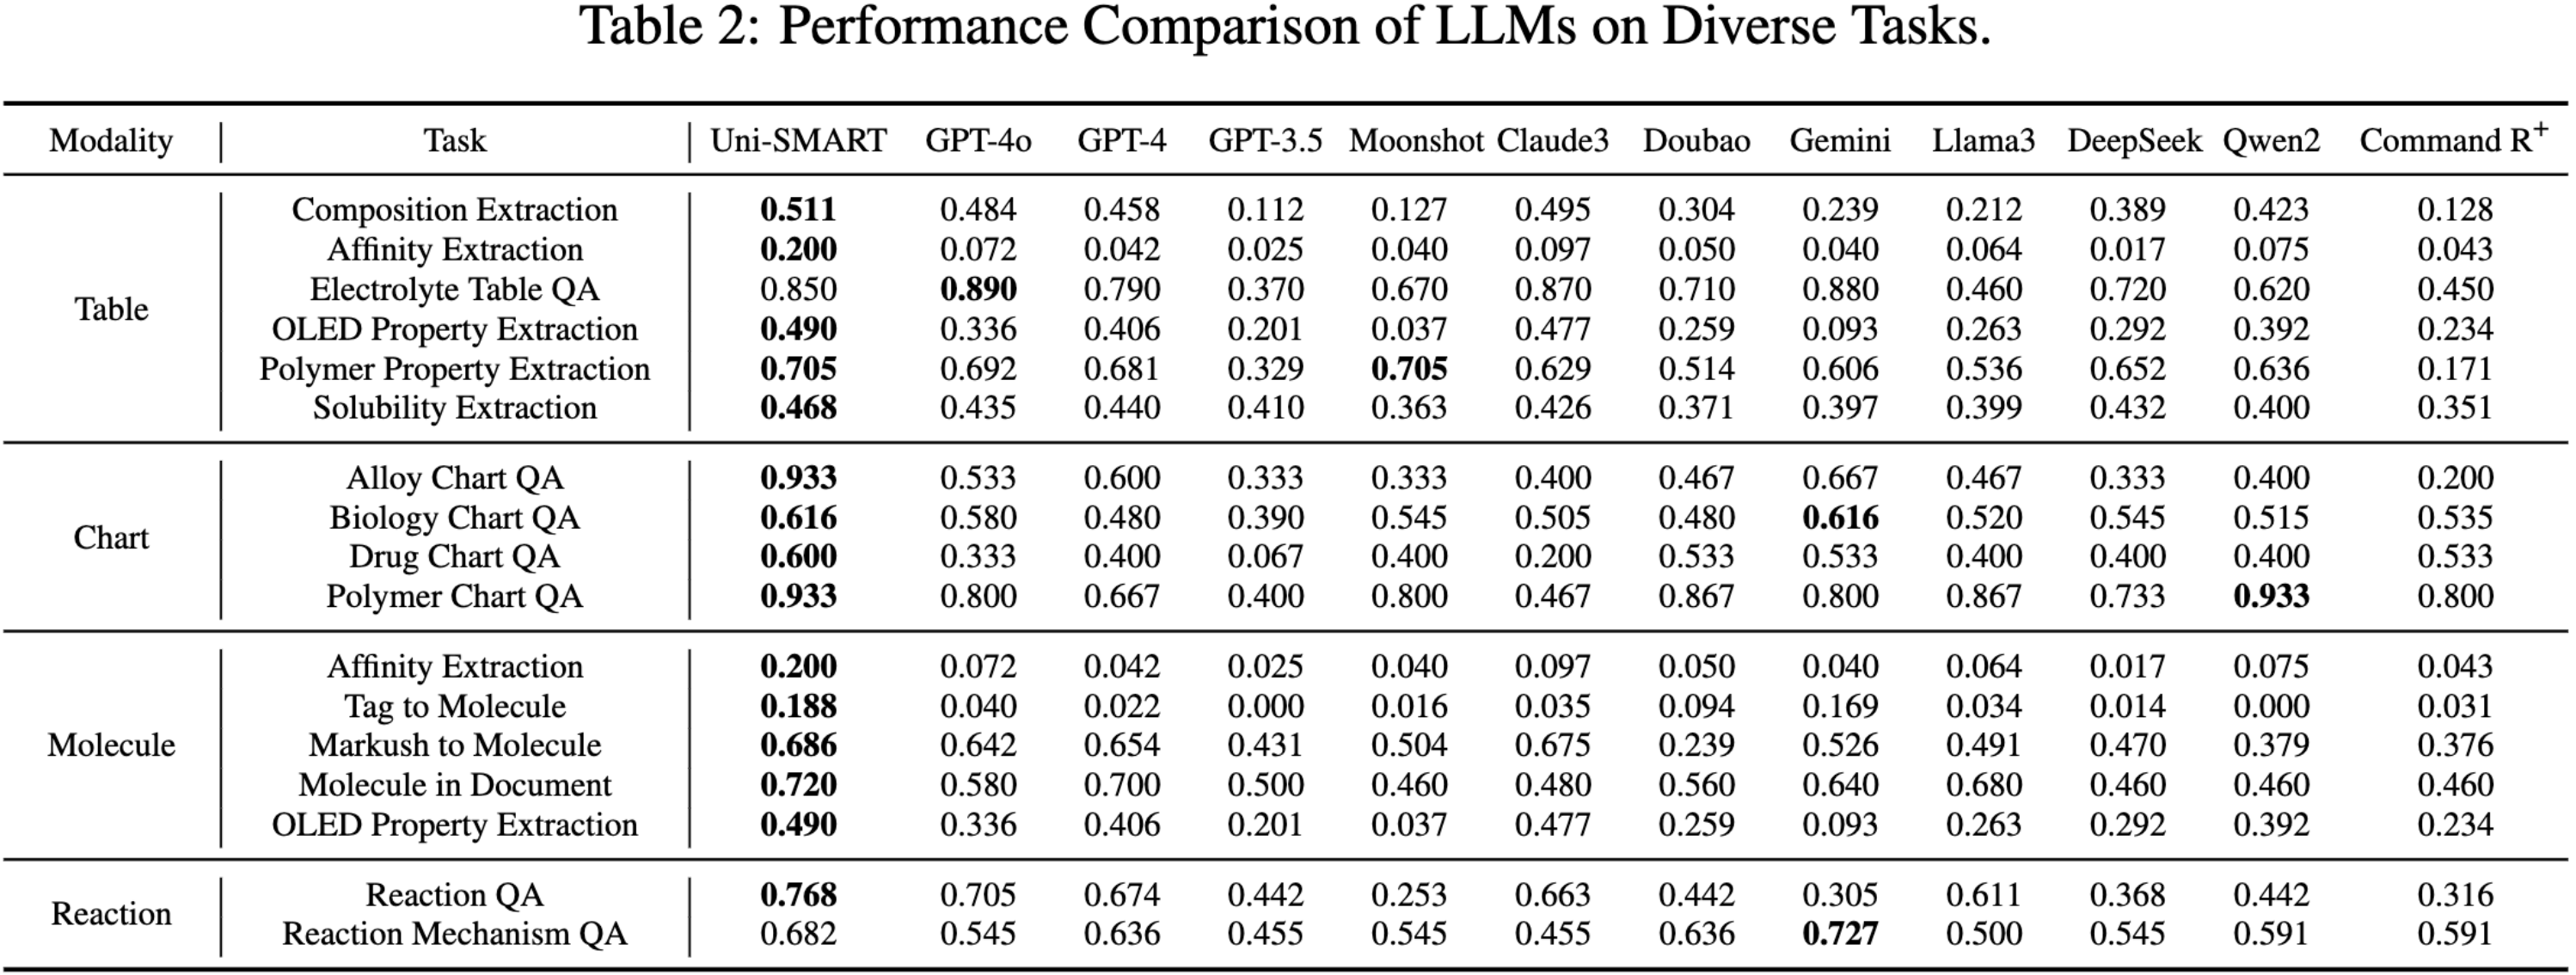 Table 2: Performance Comparison of LLMs on Diverse Tasks.
Modality Task Uni-SMART GPT-4o GPT-4 GPT-3.5 Moonshot Claude3 Doubao Gemini Llama3 DeepSeek Qwen2 Command R+
Composition Extraction 0.511 0.484 0.458 0.112 0.127 0.495 0.304 0.239 0.212 0.389 0.423 0.128
Affinity Extraction 0.200 0.072 0.042 0.025 0.040 0.097 0.050 0.040 0.064 0.017 0.075 0.043
Electrolyte Table QA 0.850 0.890 0.790 0.370 0.670 0.870 0.710 0.880 0.460 0.720 0.620 0.450
Table
OLED Property Extraction 0.490 0.336 0.406 0.201 0.037 0.477 0.259 0.093 0.263 0.292 0.392 0.234
Polymer Property Extraction 0.705 0.692 0.681 0.329 0.705 0.629 0.514 0.606 0.536 0.652 0.636 0.171
Solubility Extraction 0.468 0.435 0.440 0.410 0.363 0.426 0.371 0.397 0.399 0.432 0.400 0.351
Alloy Chart QA 0.933 0.533 0.600 0.333 0.333 0.400 0.467 0.667 0.467 0.333 0.400 0.200
Biology Chart QA 0.616 0.580 0.480 0.390 0.545 0.505 0.480 0.616 0.520 0.545 0.515 0.535
Chart
Drug Chart QA 0.600 0.333 0.400 0.067 0.400 0.200 0.533 0.533 0.400 0.400 0.400 0.533
Polymer Chart QA 0.933 0.800 0.667 0.400 0.800 0.467 0.867 0.800 0.867 0.733 0.933 0.800
Affinity Extraction 0.200 0.072 0.042 0.025 0.040 0.097 0.050 0.040 0.064 0.017 0.075 0.043
Tag to Molecule 0.188 0.040 0.022 0.000 0.016 0.035 0.094 0.169 0.034 0.014 0.000 0.031
Molecule Markush to Molecule 0.686 0.642 0.654 0.431 0.504 0.675 0.239 0.526 0.491 0.470 0.379 0.376
Molecule in Document 0.720 0.580 0.700 0.500 0.460 0.480 0.560 0.640 0.680 0.460 0.460 0.460
OLED Property Extraction 0.490 0.336 0.406 0.201 0.037 0.477 0.259 0.093 0.263 0.292 0.392 0.234
Reaction QA 0.768 0.705 0.674 0.442 0.253 0.663 0.442 0.305 0.611 0.368 0.442 0.316
Reaction
Reaction Mechanism QA 0.682 0.545 0.636 0.455 0.545 0.455 0.636 0.727 0.500 0.545 0.591 0.591